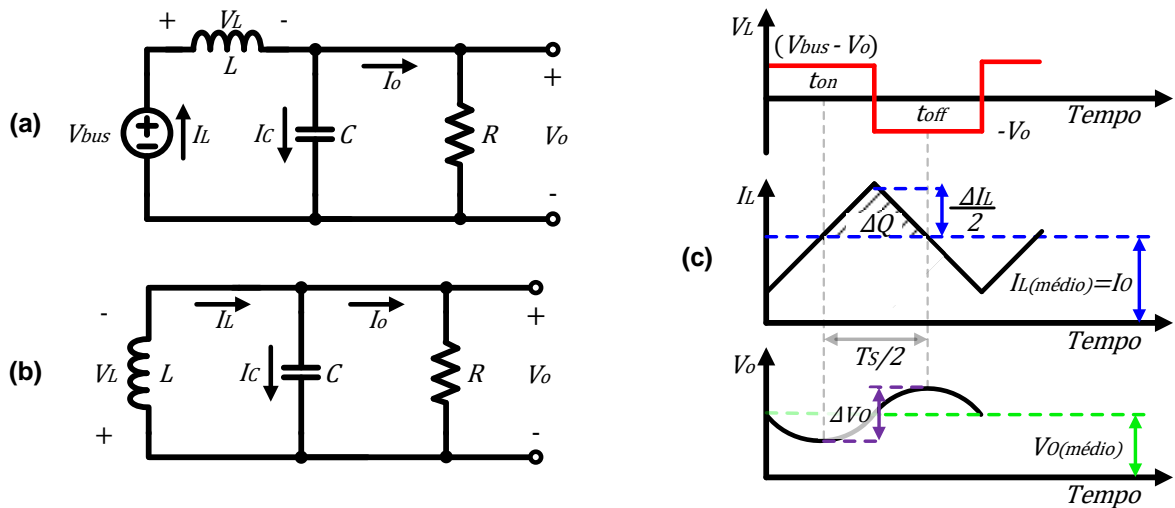 (a)
+ VL -
L
Io
+
Vbus
IL
IC
C
R
Vo
-
(b)
-
IL
Io
+
VL
L
IC
C
R
Vo
+
-
(c)
VL
(Vbus - Vo)
ton
toff
Tempo
-Vo
IL
ΔIL
2
ΔQ
IL(médio)=IO
Tempo
TS/2
VO
ΔVO
VO(médio)
Tempo